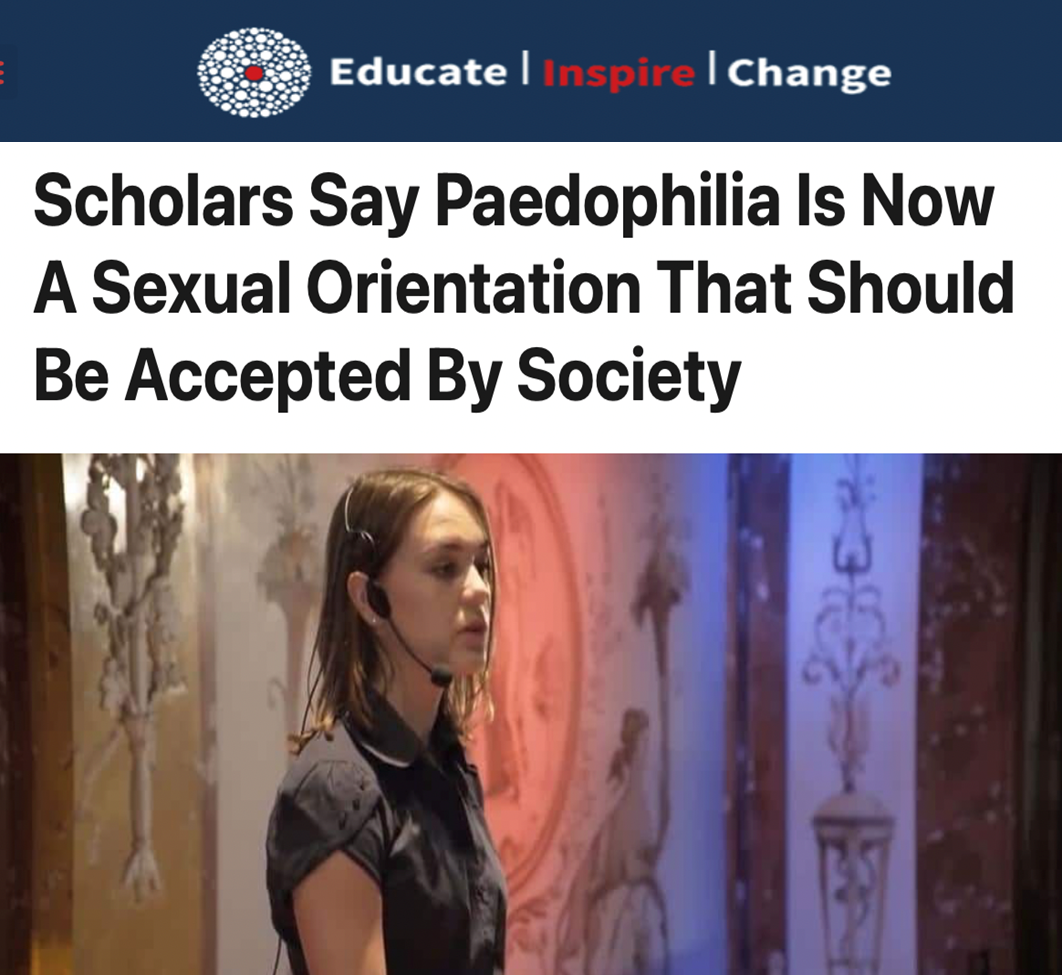 Educate | Inspire | Change
Scholars Say Paedophilia Is Now
A Sexual Orientation That Should
Be Accepted By Society